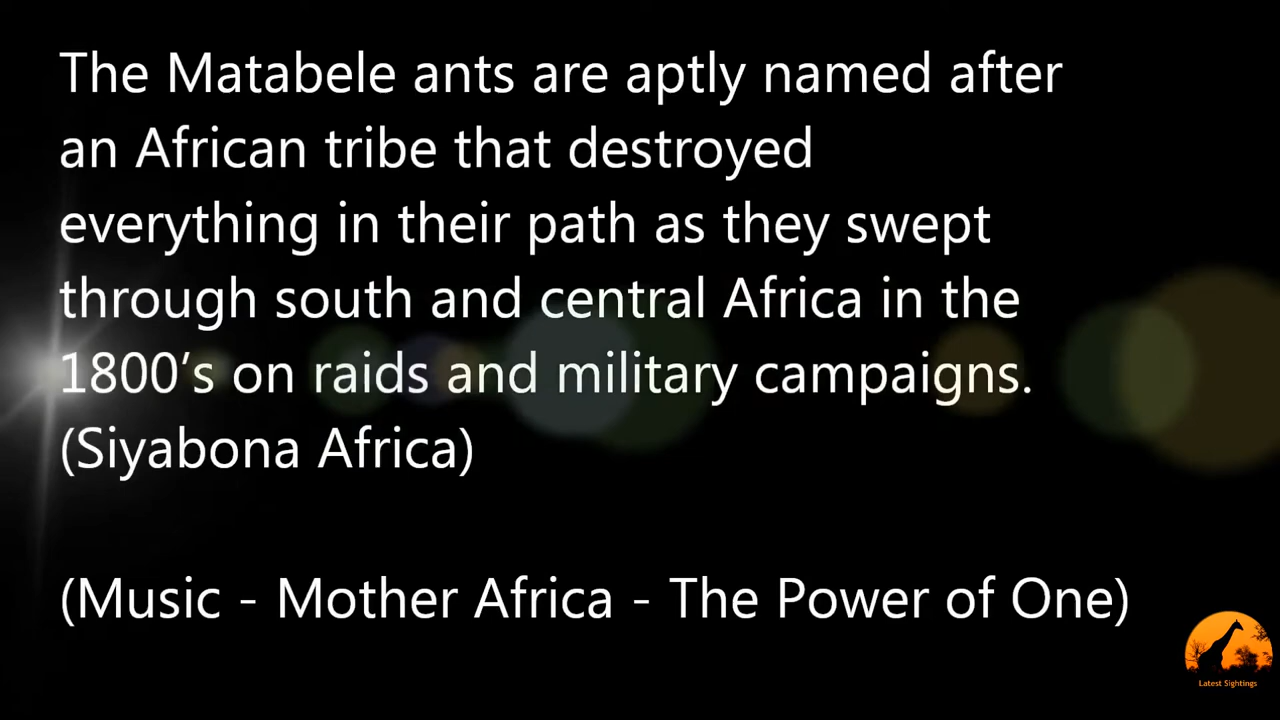 The Matabele ants are aptly named after
an African tribe that destroyed
everything in their path as they swept
through south and central Africa in the
1800’s on raids and military campaigns.
(Siyabona Africa)
(Music - Mother Africa - The Power of One)
Latest Sightings